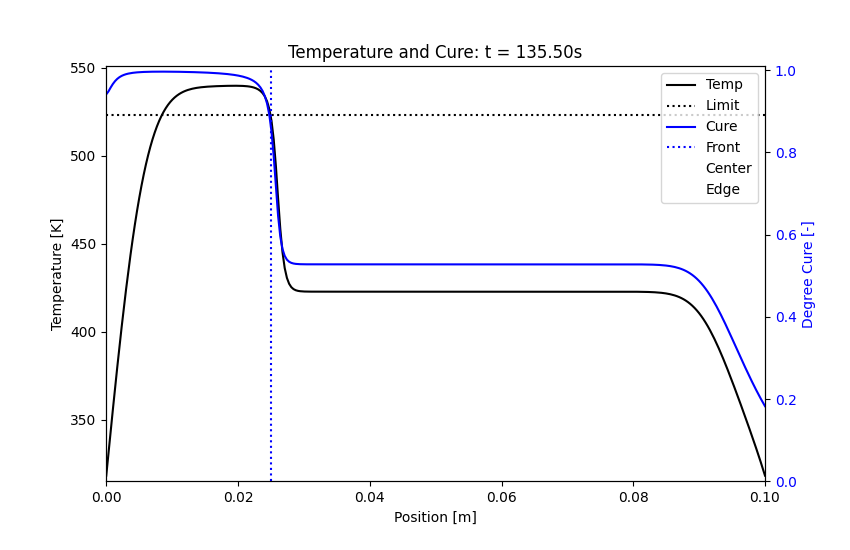 Temperature and Cure: t = 135.50s
Temp
Limit
Cure
Front
Center
Edge
Temperature [K]
550
500
450
400
350
Degree Cure [-]
1.0
0.8
0.6
0.4
0.2
0.0
0.00 0.02 0.04 0.06 0.08 0.10
Position [m]